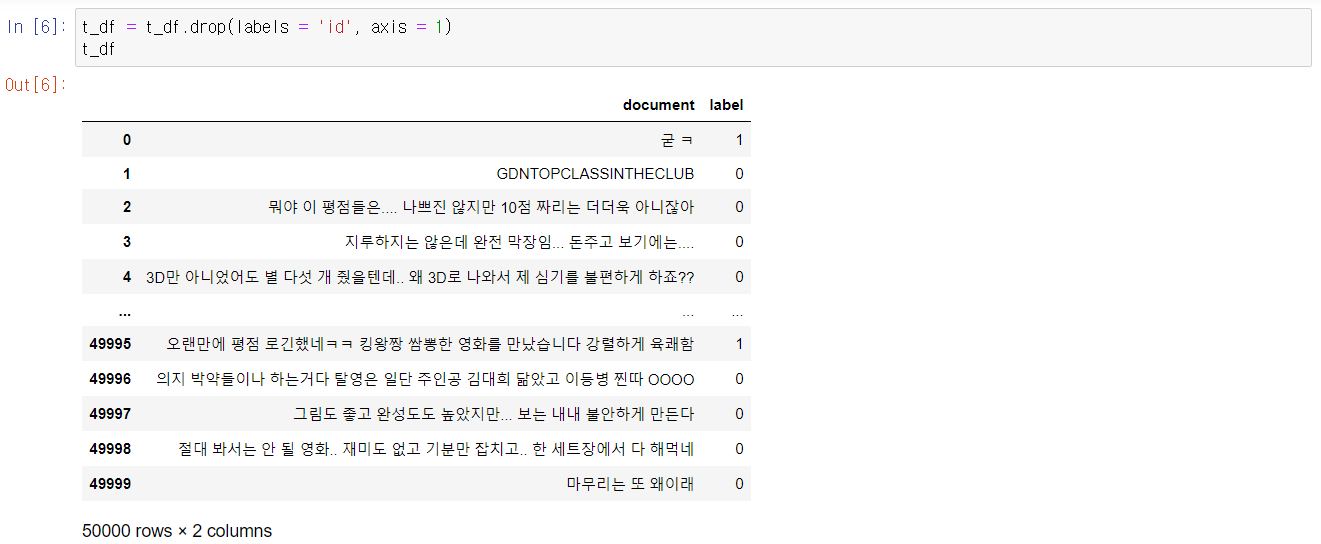 In [6]: t_df = t_df.drop(labels = 'id', axis = 1)
t_df
Out[6]:
document label
0 굳 ㅋ 1
1 GDNTOPCLASSINTHECLUB 0
2 뭐야 이 평점들은.... 나쁘진 않지만 10점 짜리는 더더욱 아니잖아 0
3 지루하지는 않은데 완전 막장임... 돈주고 보기에는.... 0
4 3D만 아니었어도 별 다섯 개 줬을텐데.. 왜 3D로 나와서 제 심기를 불편하게 하죠?? 0
... ... ...
49995 오랜만에 평점 로긴했네ㅋㅋ 킹왕짱 쌈뽕한 영화를 만났습니다 강렬하게 육쾌함 1
49996 의지 박약들이나 하는거다 탈영은 일단 주인공 김대희 닮았고 이등병 찐따 OOOO 0
49997 그림도 좋고 완성도도 높았지만... 보는 내내 불안하게 만든다 0
49998 절대 봐서는 안 될 영화.. 재미도 없고 기분만 잡치고.. 한 세트장에서 다 해먹네 0
49999 마무리는 또 왜이래 0
50000 rows × 2 columns